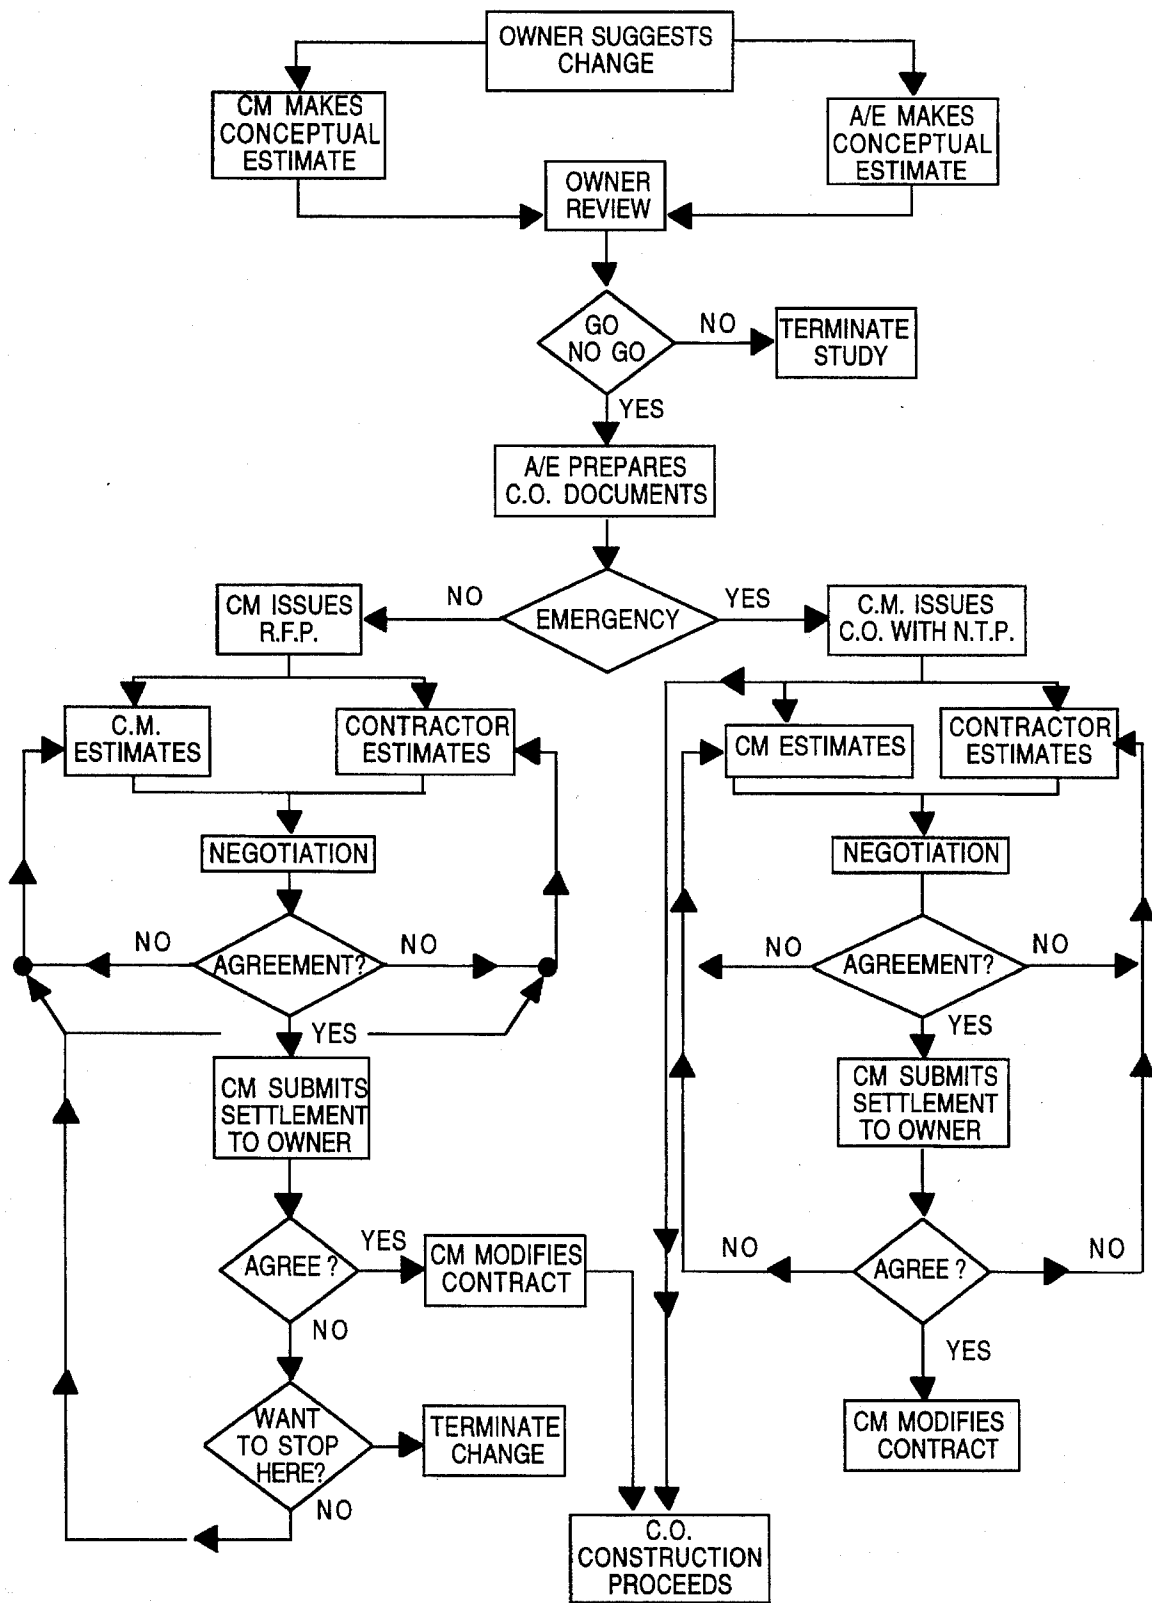 OWNER SUGGESTS
CHANGE
CM MAKES
CONCEPTUAL
ESTIMATE
A/E MAKES
CONCEPTUAL
ESTIMATE
OWNER
REVIEW
GO
NO GO
NO
TERMINATE
STUDY
YES
A/E PREPARES
C.O. DOCUMENTS
EMERGENCY
NO
YES
CM ISSUES
R.F.P.
C.M. ISSUES
C.O. WITH N.T.P.
C.M.
ESTIMATES
CONTRACTOR
ESTIMATES
CM ESTIMATES
CONTRACTOR
ESTIMATES
NEGOTIATION
NEGOTIATION
NO
AGREEMENT?
NO
NO
AGREEMENT?
NO
YES
YES
CM SUBMITS
SETTLEMENT
TO OWNER
CM SUBMITS
SETTLEMENT
TO OWNER
AGREE ?
YES
CM MODIFIES
CONTRACT
NO
AGREE ?
NO
NO
YES
WANT
TO STOP
HERE?
TERMINATE
CHANGE
CM MODIFIES
CONTRACT
NO
C.O.
CONSTRUCTION
PROCEEDS